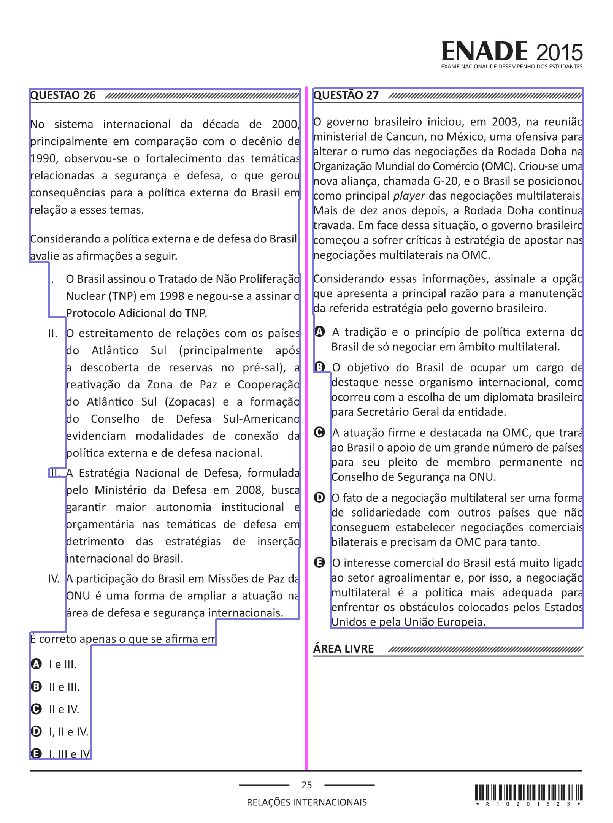 ENADE 2015
EXAME NACIONAL DE DESEMPENHO DOS ESTUDANTES
QUESTÃO 26
No sistema internacional da década de 2000,
principalmente em comparação com o decênio de
1990, observou-se o fortalecimento das temáticas
relacionadas a segurança e defesa, o que gerou
consequências para a política externa do Brasil em
relação a esses temas.
Considerando a política externa e de defesa do Brasil,
avalie as afirmações a seguir.
I. O Brasil assinou o Tratado de Não Proliferação
Nuclear (TNP) em 1998 e negou-se a assinar o
Protocolo Adicional do TNP.
II. O estreitamento de relações com os países
do Atlântico Sul (principalmente após
a descoberta de reservas no pré-sal), a
reativação da Zona de Paz e Cooperação
do Atlântico Sul (Zopacas) e a formação
do Conselho de Defesa Sul-Americano
evidenciam modalidades de conexão da
política externa e de defesa nacional.
III. A Estratégia Nacional de Defesa, formulada
pelo Ministério da Defesa em 2008, busca
garantir maior autonomia institucional e
orçamentária nas temáticas de defesa em
detrimento das estratégias de inserção
internacional do Brasil.
IV. A participação do Brasil em Missões de Paz da
ONU é uma forma de ampliar a atuação na
área de defesa e segurança internacionais.
É correto apenas o que se afirma em
A I e III.
B II e III.
C II e IV.
D I, II e IV.
E I, III e IV.
QUESTÃO 27
O governo brasileiro iniciou, em 2003, na reunião
ministerial de Cancun, no México, uma ofensiva para
alterar o rumo das negociações da Rodada Doha na
Organização Mundial do Comércio (OMC). Criou-se uma
nova aliança, chamada G-20, e o Brasil se posicionou
como principal player das negociações multilaterais.
Mais de dez anos depois, a Rodada Doha continua
travada. Em face dessa situação, o governo brasileiro
começou a sofrer críticas à estratégia de apostar nas
negociações multilaterais na OMC.
Considerando essas informações, assinale a opção
que apresenta a principal razão para a manutenção
da referida estratégia pelo governo brasileiro.
A A tradição e o princípio de política externa do
Brasil de só negociar em âmbito multilateral.
B O objetivo do Brasil de ocupar um cargo de
destaque nesse organismo internacional, como
ocorreu com a escolha de um diplomata brasileiro
para Secretário Geral da entidade.
C A atuação firme e destacada na OMC, que trará
ao Brasil o apoio de um grande número de países
para seu pleito de membro permanente no
Conselho de Segurança na ONU.
D O fato de a negociação multilateral ser uma forma
de solidariedade com outros países que não
conseguem estabelecer negociações comerciais
bilaterais e precisam da OMC para tanto.
E O interesse comercial do Brasil está muito ligado
ao setor agroalimentar e, por isso, a negociação
multilateral é a política mais adequada para
enfrentar os obstáculos colocados pelos Estados
Unidos e pela União Europeia.
ÁREA LIVRE
25
RELAÇÕES INTERNACIONAIS
*R10201525*